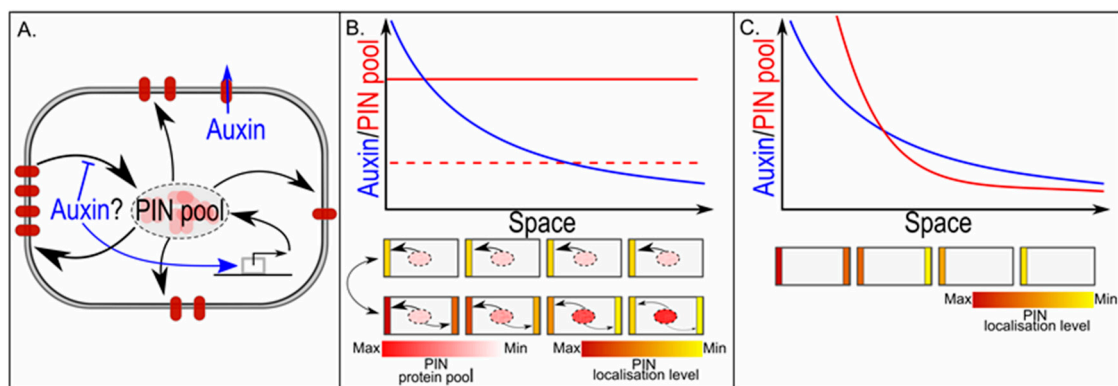 A.
Auxin
Auxin?
PIN pool
B.
Auxin/PIN pool
Space
Max
Min
PIN
protein pool
Max
Min
PIN
localisation level
C.
Auxin/PIN pool
Space
Max
Min
PIN
localisation level